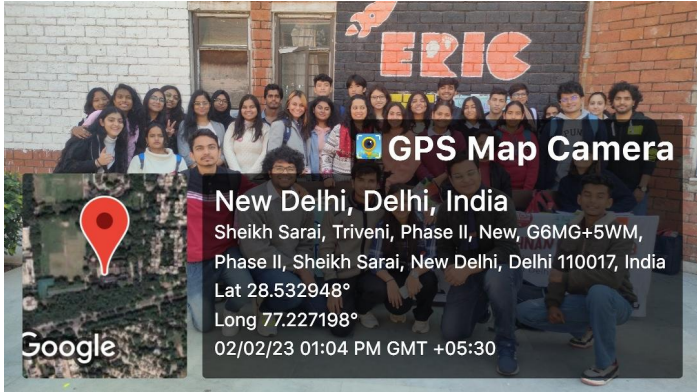 ERIC
GPS Map Camera
New Delhi, Delhi, India
Sheikh Sarai, Triveni, Phase II, New, G6MG+5WM,
Phase II, Sheikh Sarai, New Delhi, Delhi 110017, India
Lat 28.532948°
Long 77.227198°
02/02/23 01:04 PM GMT +05:30
Google